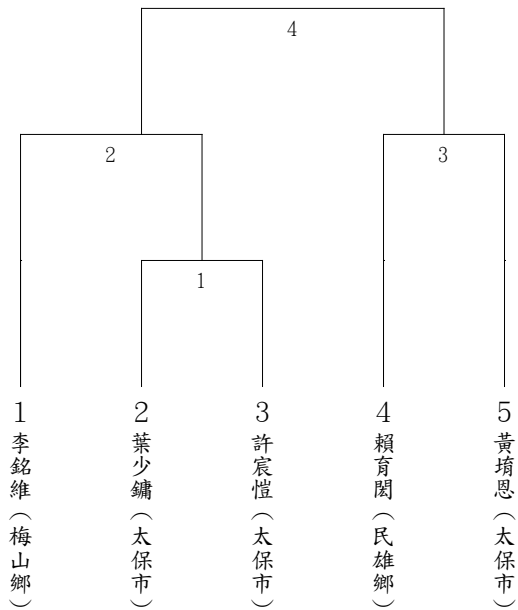 4
2
3
1
1 李銘維(梅山鄉)
2 葉少鏞(太保市)
3 許宸愷(太保市)
4 賴育閎(民雄鄉)
5 黃堉恩(太保市)